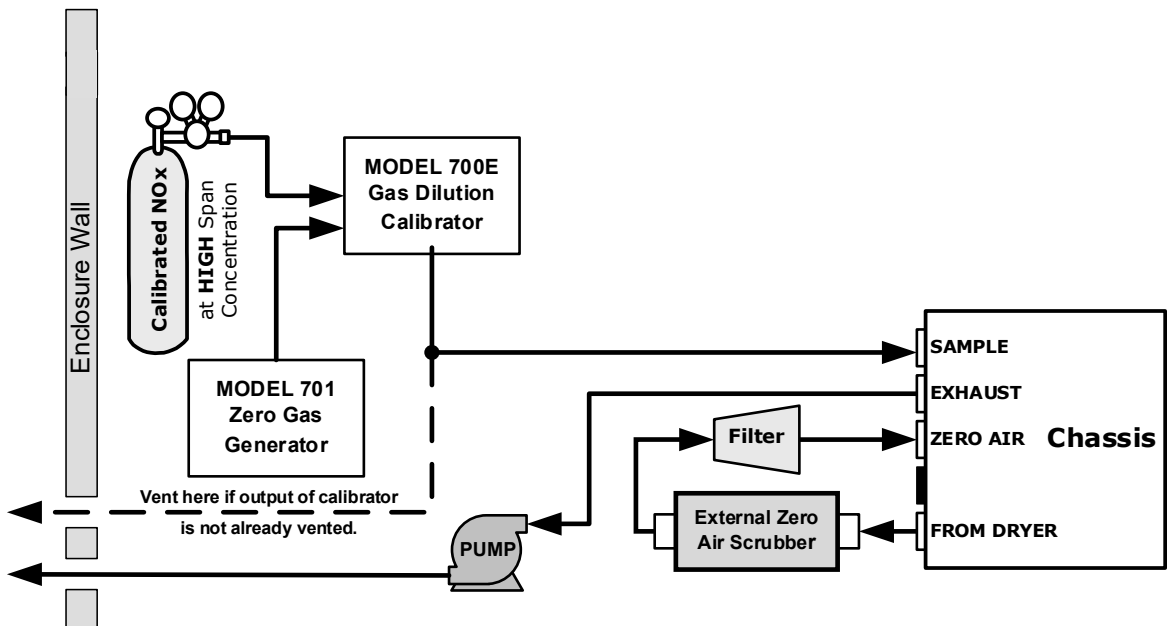 Enclosure Wall
Calibrated NOx
at HIGH Span
Concentration
MODEL 700E
Gas Dilution
Calibrator
MODEL 701
Zero Gas
Generator
Vent here if output of calibrator
is not already vented.
PUMP
Filter
External Zero
Air Scrubber
SAMPLE
EXHAUST
ZERO AIR
FROM DRYER
Chassis